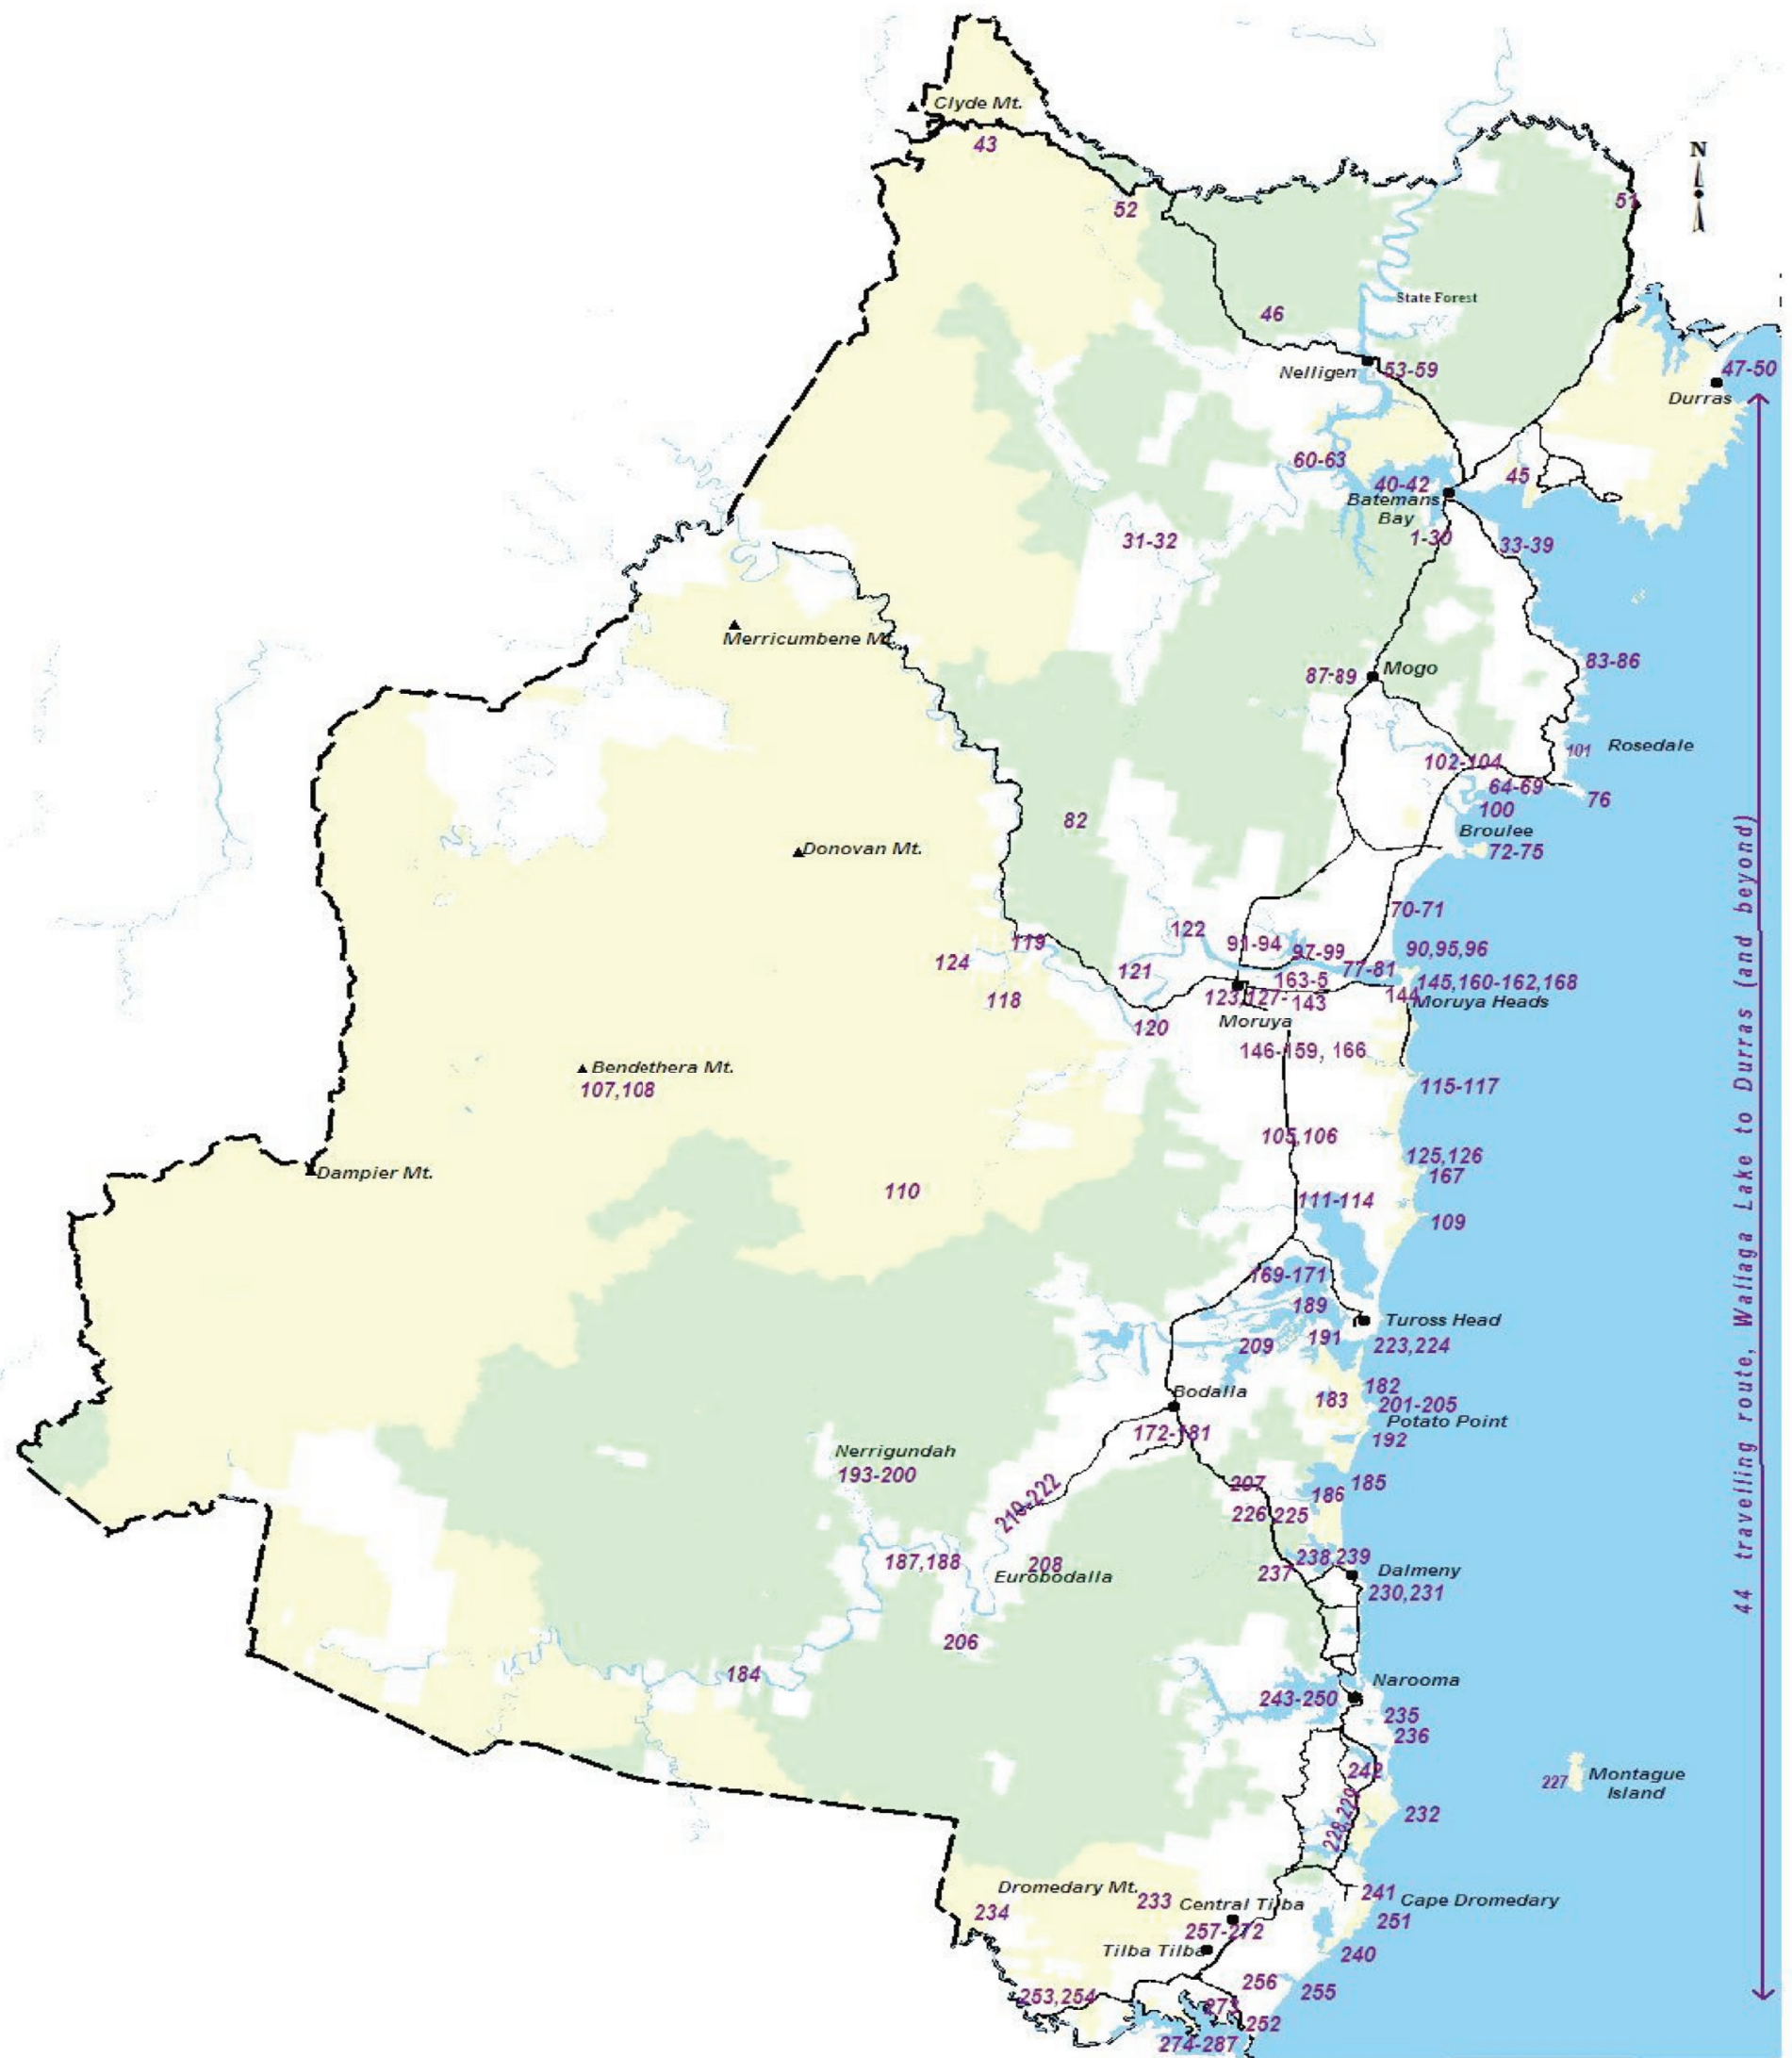 Clyde Mt.
43
N
52
51
State Forest
46
Nelligen
53-59
47-50
Durras
60-63
40-42
45
Batemans
Bay
31-32
1-30
33-39
Merricumbene Mt.
83-86
87-89
Mogo
101
Rosedale
102-104
64-69
76
100
82
Broulee
72-75
Donovan Mt.
70-71
122
91-94
97-99
90,95,96
119
124
121
77-81
163-5
145,160-162,168
118
123,127-
143
144
Moruya Heads
120
Moruya
146-159, 166
Bendethera Mt.
107,108
115-117
105,106
125,126
167
Dampier Mt.
110
111-114
109
169-171
189
Tuross Head
191
209
223,224
182
Bodalla
183
201-205
Potato Point
172-181
192
Nerrigundah
193-200
207
185
186
210-222
226
225
187,188
208
Eurobodalla
238,239
237
Dalmeny
230,231
206
184
Narooma
243-250
235
236
242
227
Montague
Island
228,229
232
Dromedary Mt.
233
Central Tilba
241
Cape Dromedary
234
251
257-272
Tilba Tilba
240
256
255
253,254
273
252
274-287
44 travelling route, Wallaga Lake to Durras (and beyond)